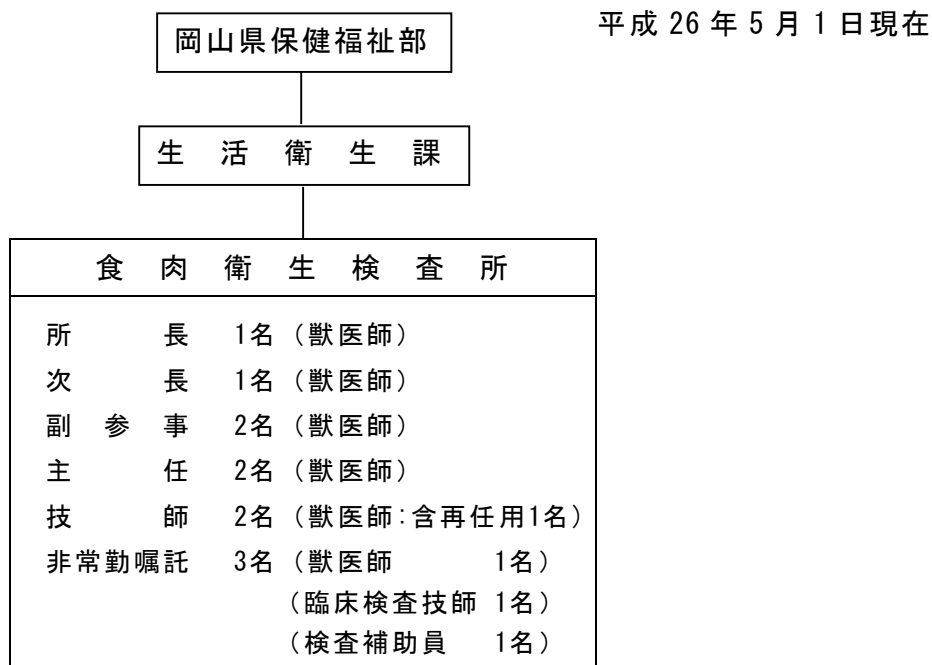 平成 26 年 5 月 1 日現在
岡山県保健福祉部
生活衛生課
食肉衛生検査所
所長 1名（獣医師）
次長 1名（獣医師）
副参事 2名（獣医師）
主任 2名（獣医師）
技師 2名（獣医師：含再任用1名）
非常勤嘱託 3名（獣医師 1名）
（臨床検査技師 1名）
（検査補助員 1名）